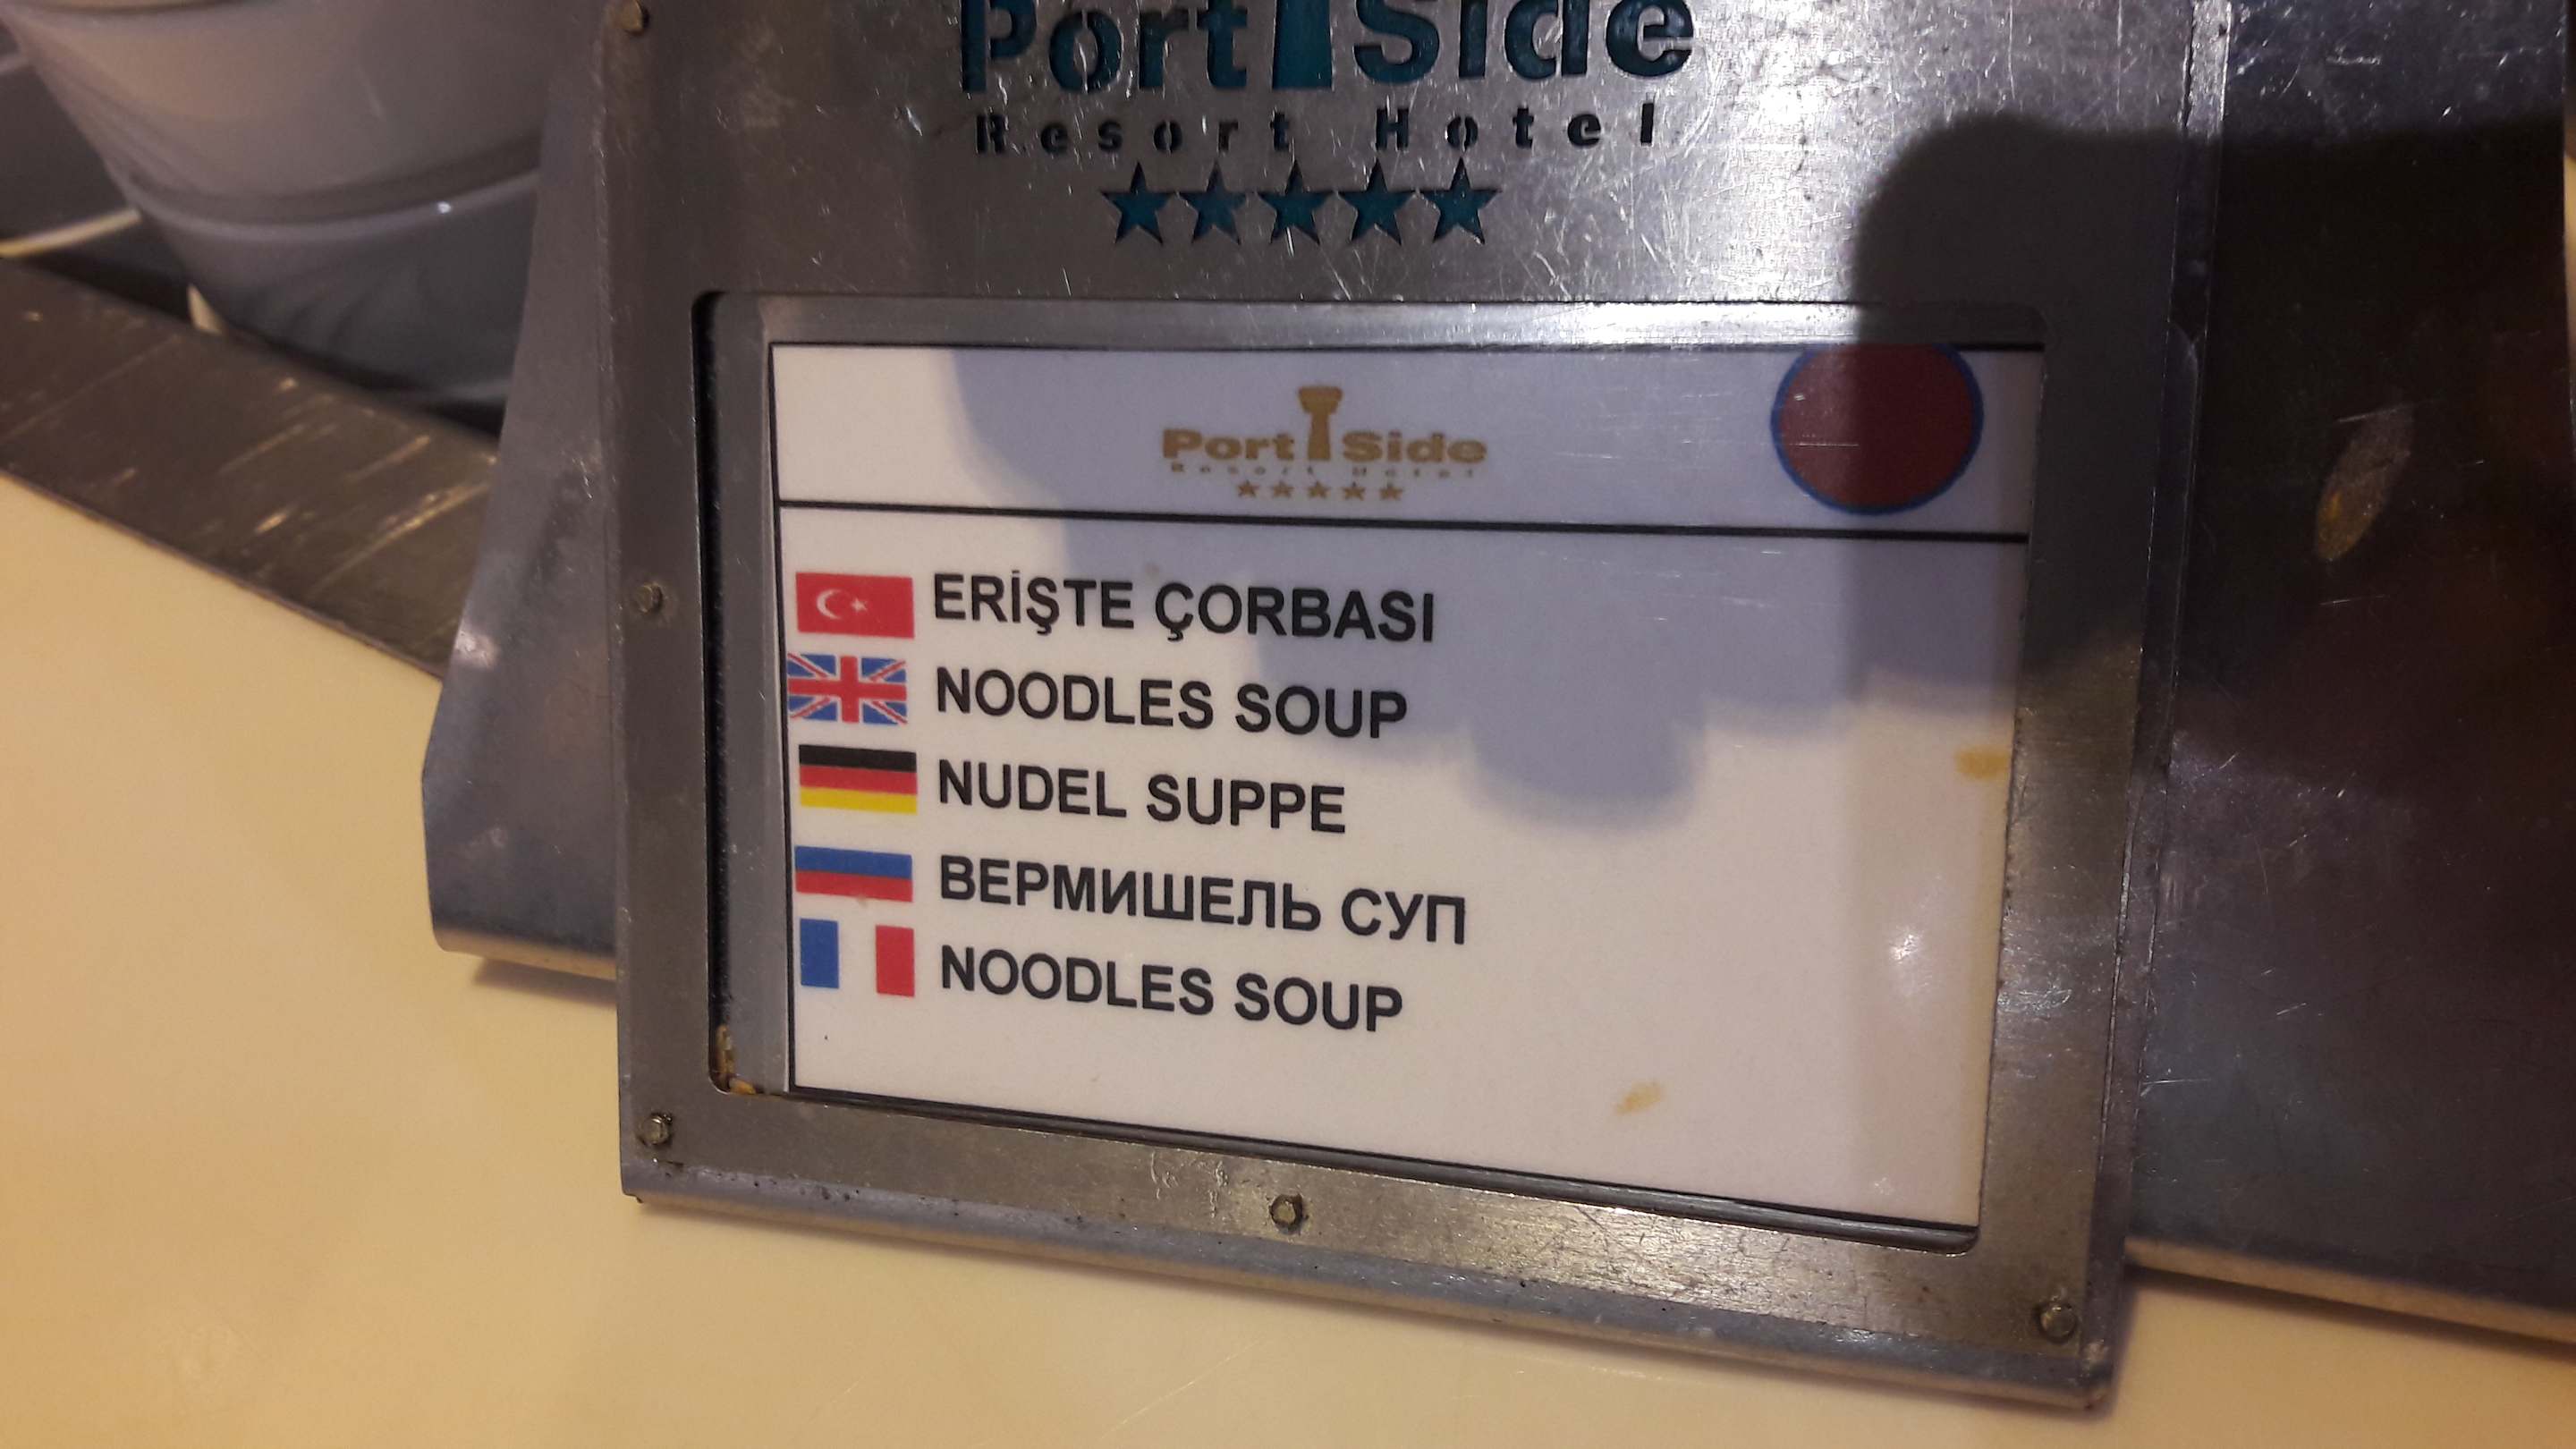 Port Side
Resort Hotel
Port Side
Resort Hotel
ERİŞTE ÇORBASI
NOODLES SOUP
NUDEL SUPPE
ВЕРМИШЕЛЬ СУП
NOODLES SOUP